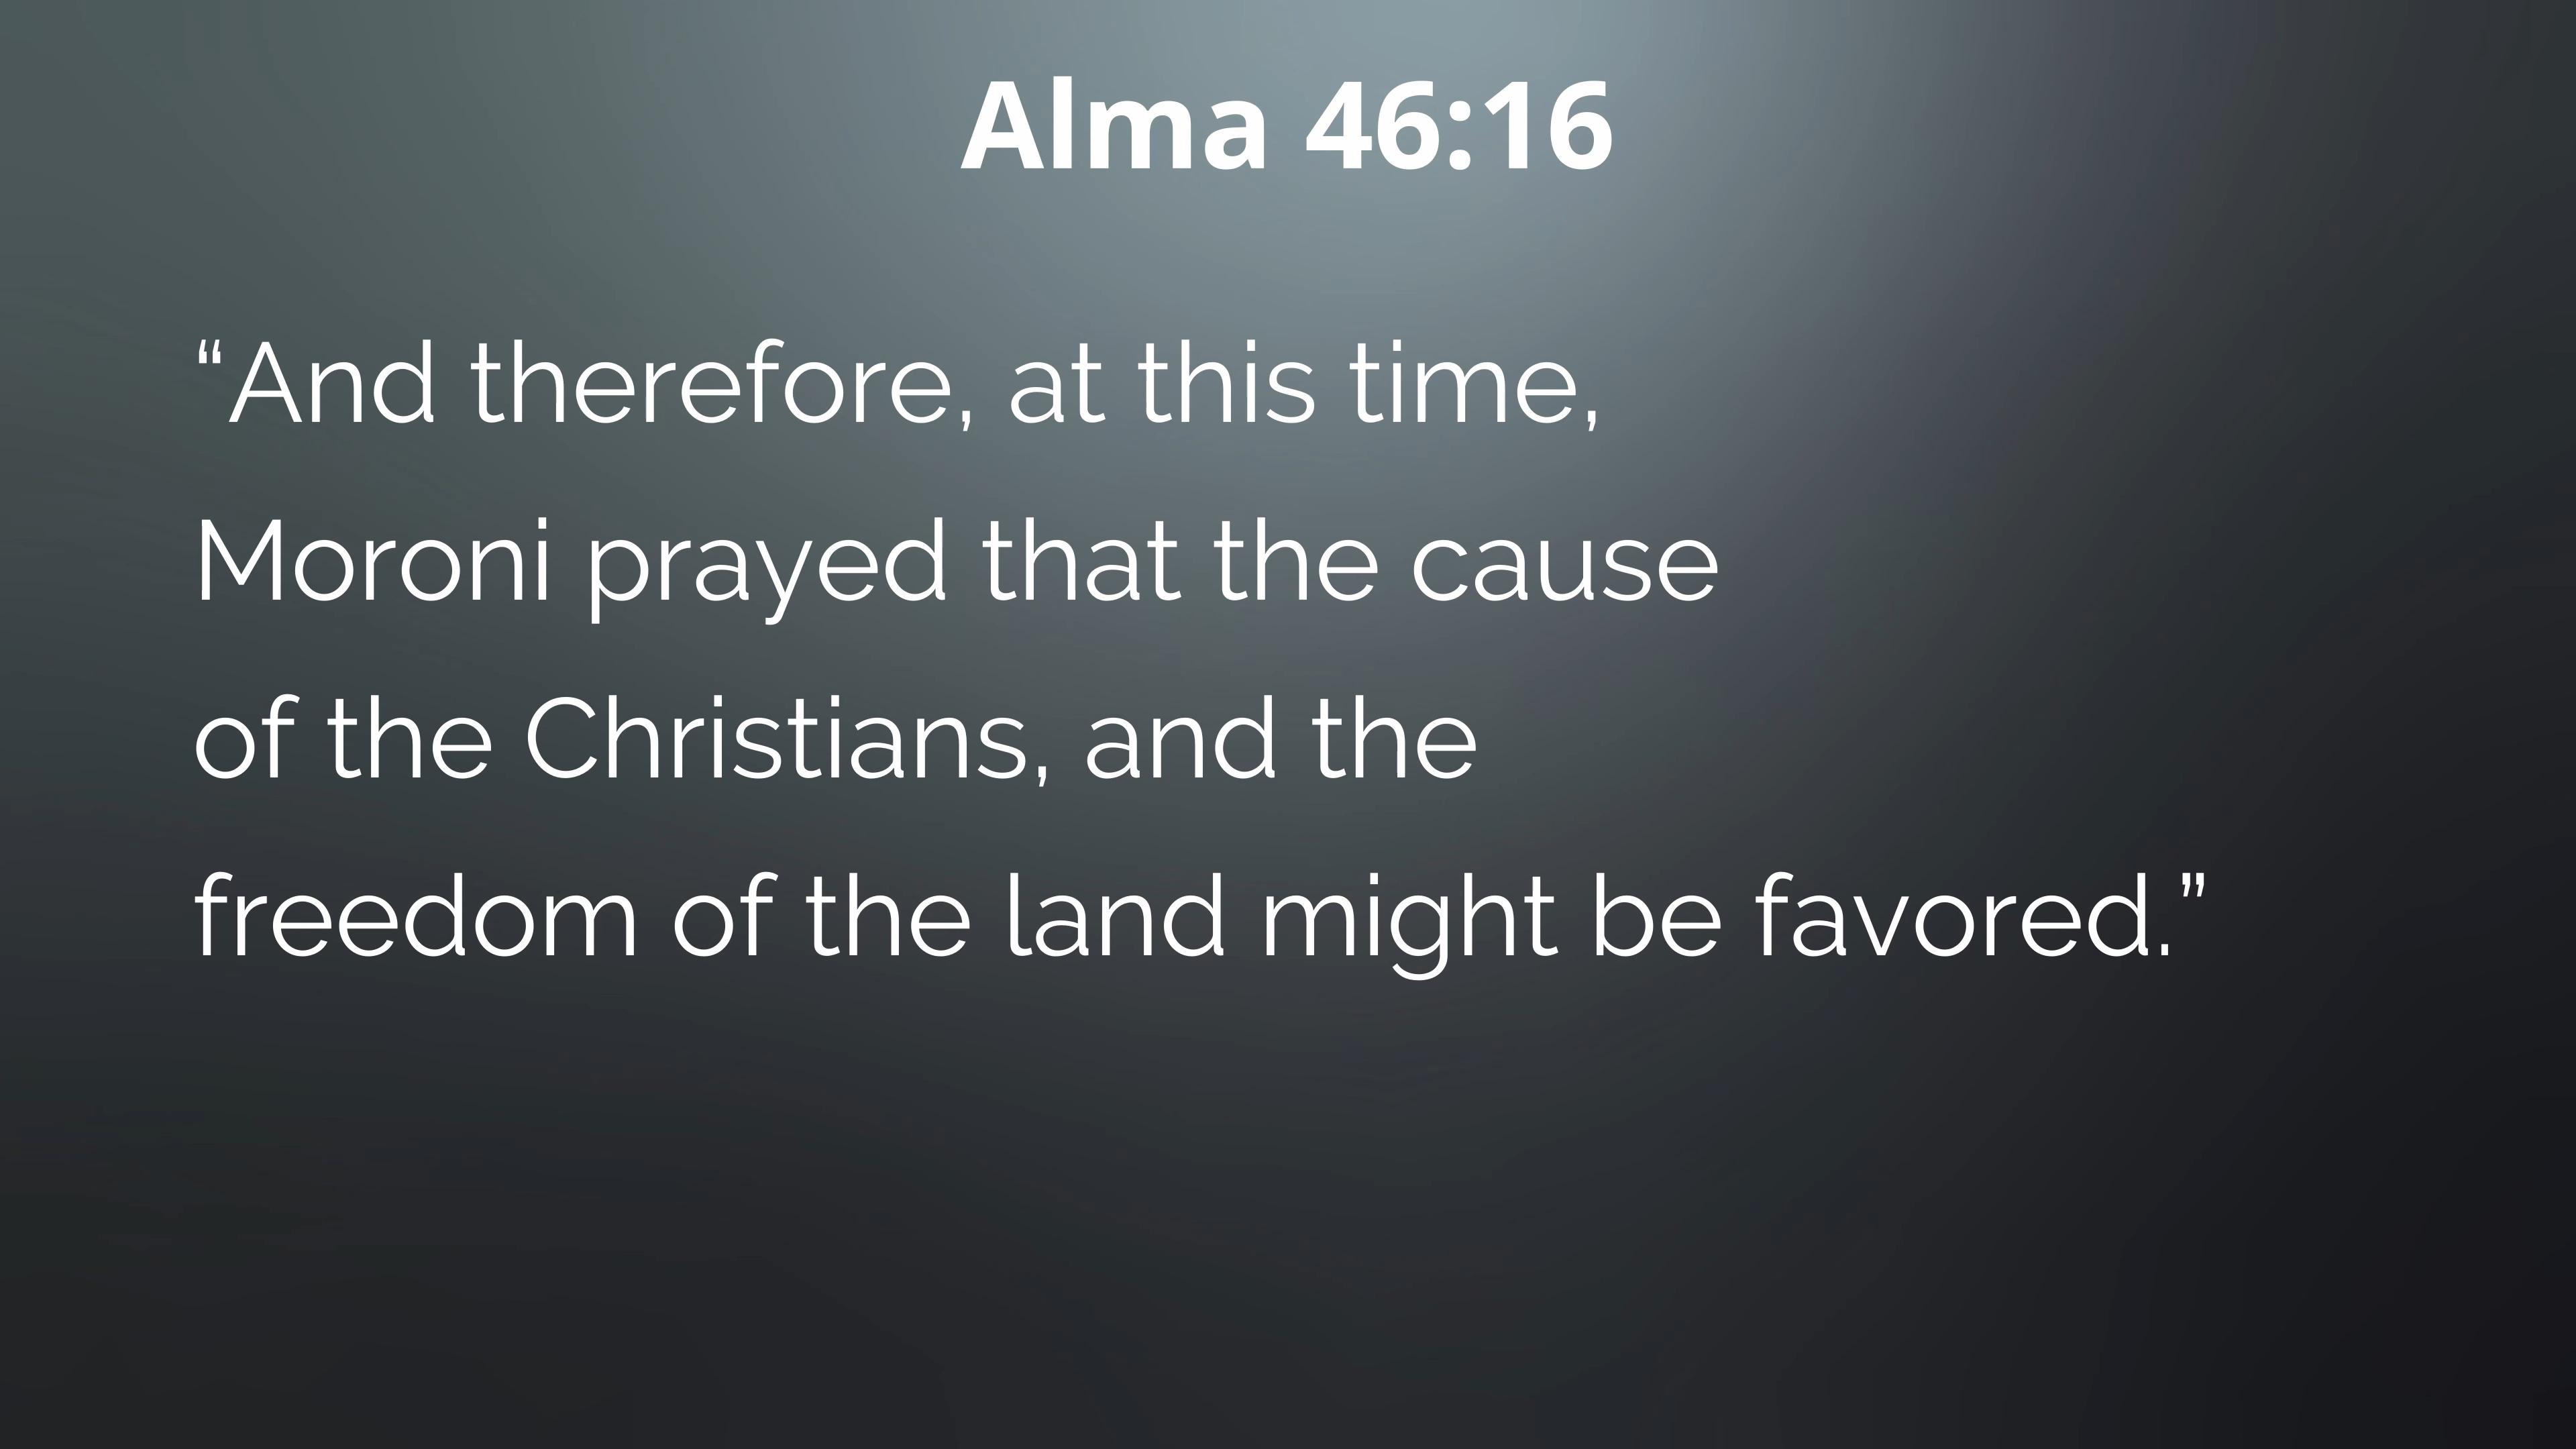 Alma 46:16
“And therefore, at this time,
Moroni prayed that the cause
of the Christians, and the
freedom of the land might be favored.”